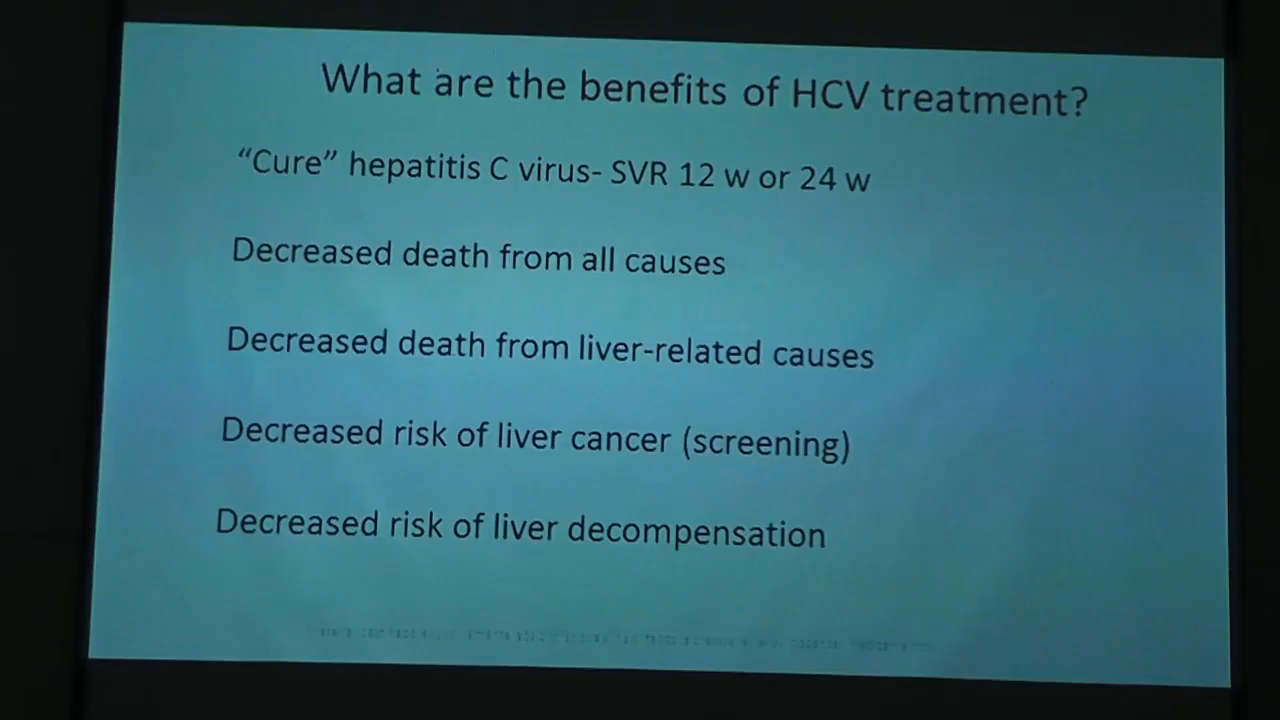 What are the benefits of HCV treatment?
“Cure” hepatitis C virus- SVR 12 w or 24 w
Decreased death from all causes
Decreased death from liver-related causes
Decreased risk of liver cancer (screening)
Decreased risk of liver decompensation